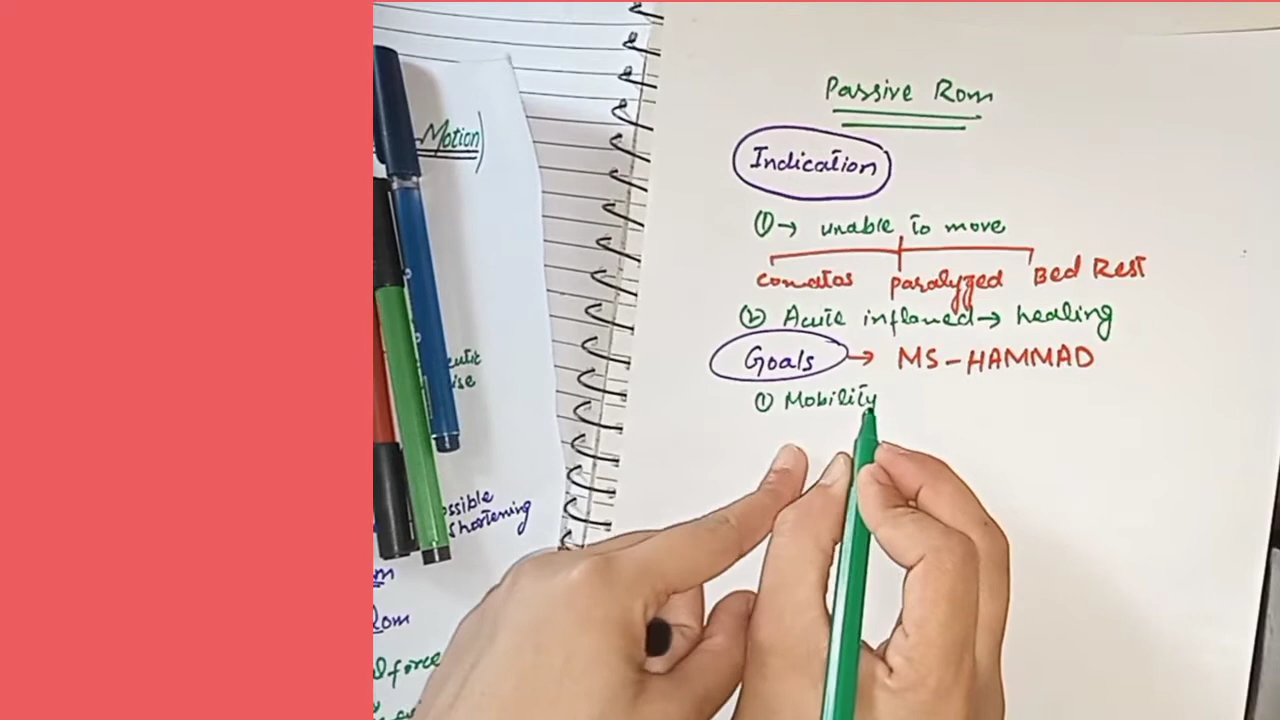 Motion)
ossible
shortening
Rom
force
Passive Rom
Indication
① → unable to move
comatos paralyzed Bed Rest
② Acute inflamed → healing
Goals → MS-HAMMAD
① Mobility